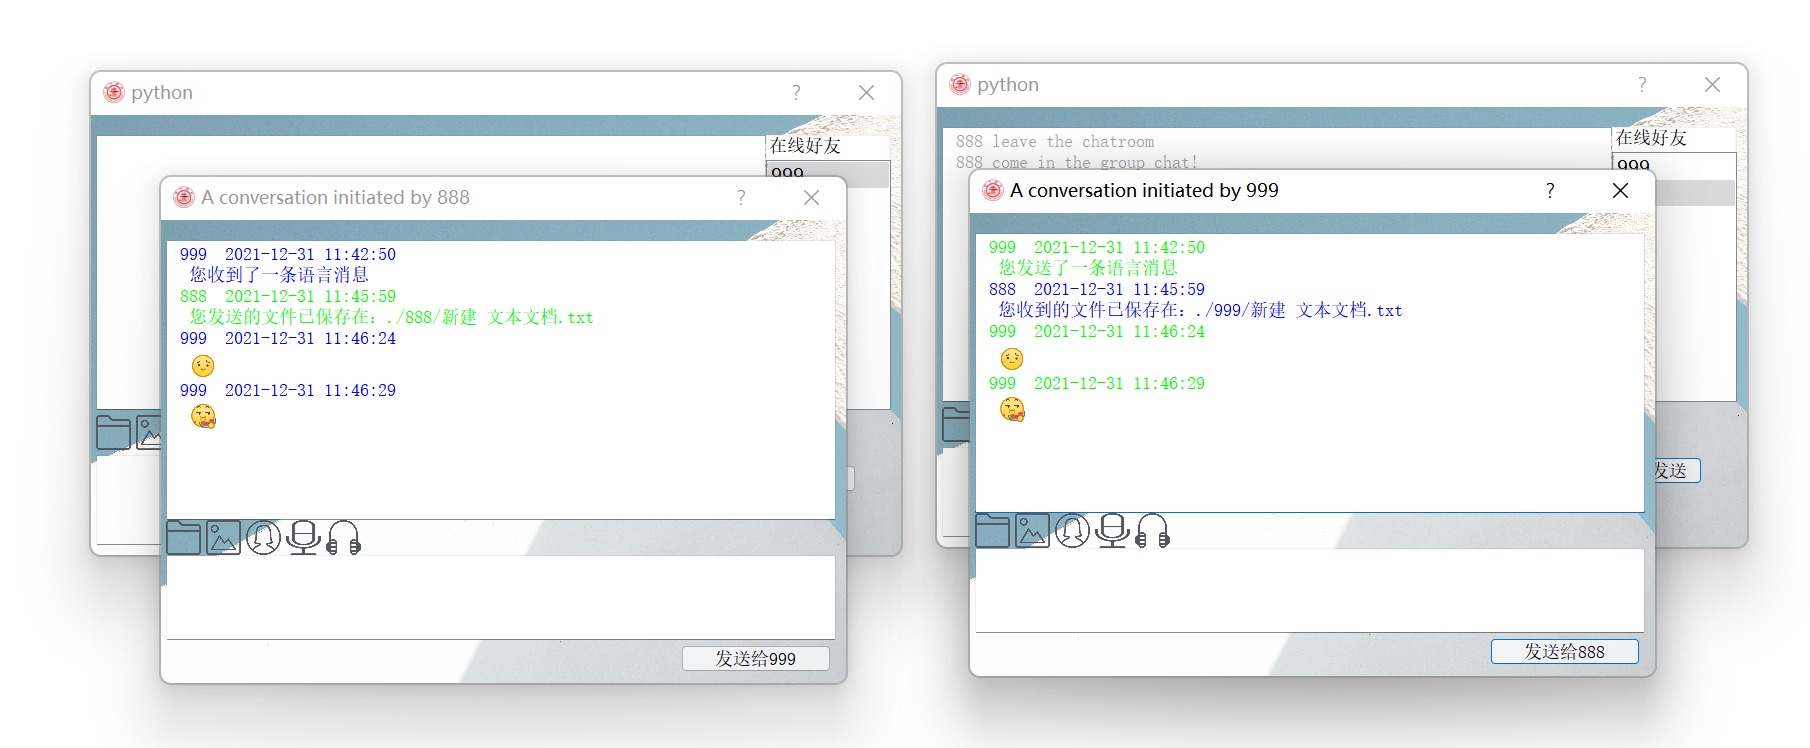 python
?
在线好友
999
A conversation initiated by 888
?
999 2021-12-31 11:42:50
您收到了一条语言消息
888 2021-12-31 11:45:59
您发送的文件已保存在: ./888/新建 文本文档.txt
999 2021-12-31 11:46:24
999 2021-12-31 11:46:29
发送给999
python
?
888 leave the chatroom
888 come in the group chat!
在线好友
999
A conversation initiated by 999
?
999 2021-12-31 11:42:50
您发送了一条语言消息
888 2021-12-31 11:45:59
您收到的文件已保存在: ./999/新建 文本文档.txt
999 2021-12-31 11:46:24
999 2021-12-31 11:46:29
发送
发送给888